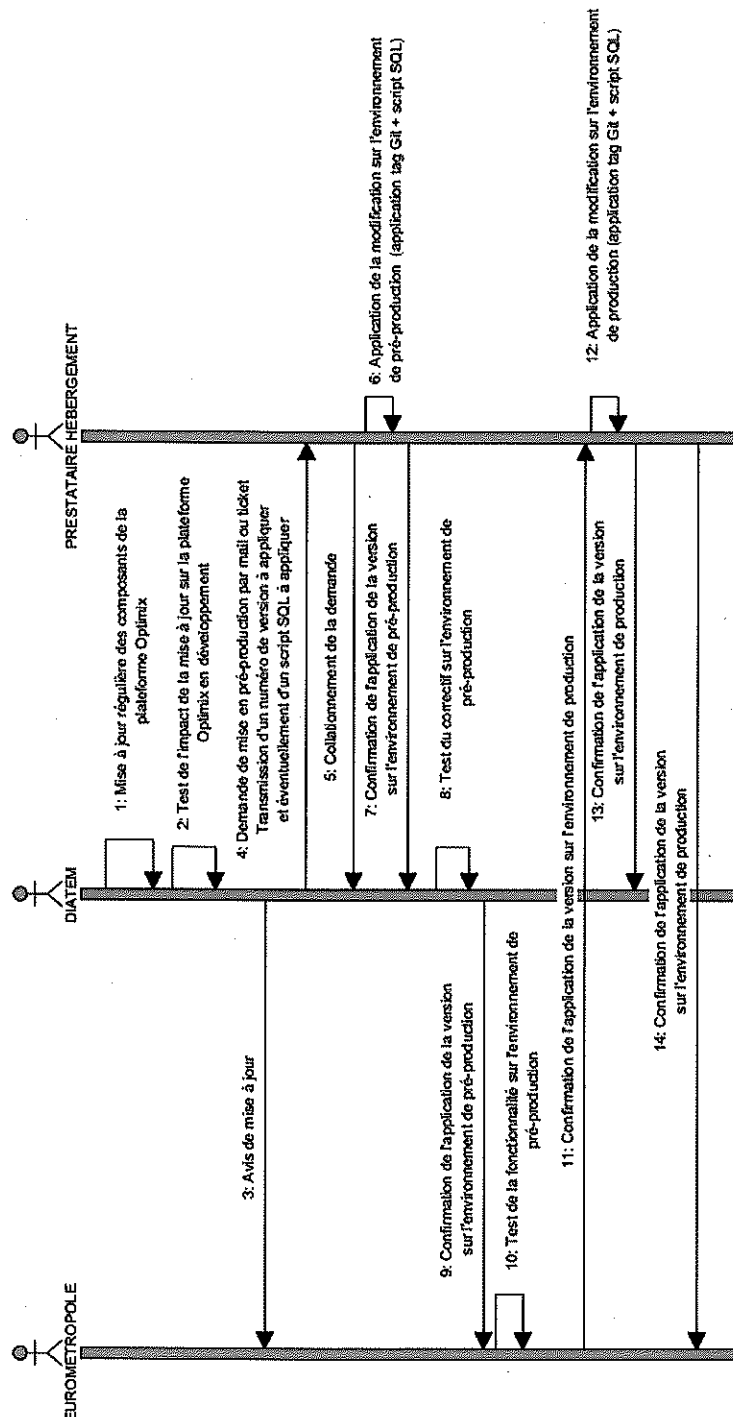 EUROMETROPOLE
DIATEM
PRESTATAIRE HEBERGEMENT
1: Mise à jour régulière des composants de la
plateforme Optimix
2: Test de l'impact de la mise à jour sur la plateforme
Optimix en développement
3: Avis de mise à jour
4: Demande de mise en pré-production par mail ou ticket
Transmission d'un numéro de version à appliquer
et éventuellement d'un script SQL à appliquer
5: Collationnement de la demande
6: Application de la modification sur l'environnement
de pré-production (application tag Git + script SQL)
7: Confirmation de l'application de la version
sur l'environnement de pré-production
8: Test du correctif sur l'environnement de
pré-production
9: Confirmation de l'application de la version
sur l'environnement de pré-production
10: Test de la fonctionnalité sur l'environnement de
pré-production
11: Confirmation de l'application de la version sur l'environnement de production
12: Application de la modification sur l'environnement
de production (application tag Git + script SQL)
13: Confirmation de l'application de la version
sur l'environnement de production
14: Confirmation de l'application de la version
sur l'environnement de production